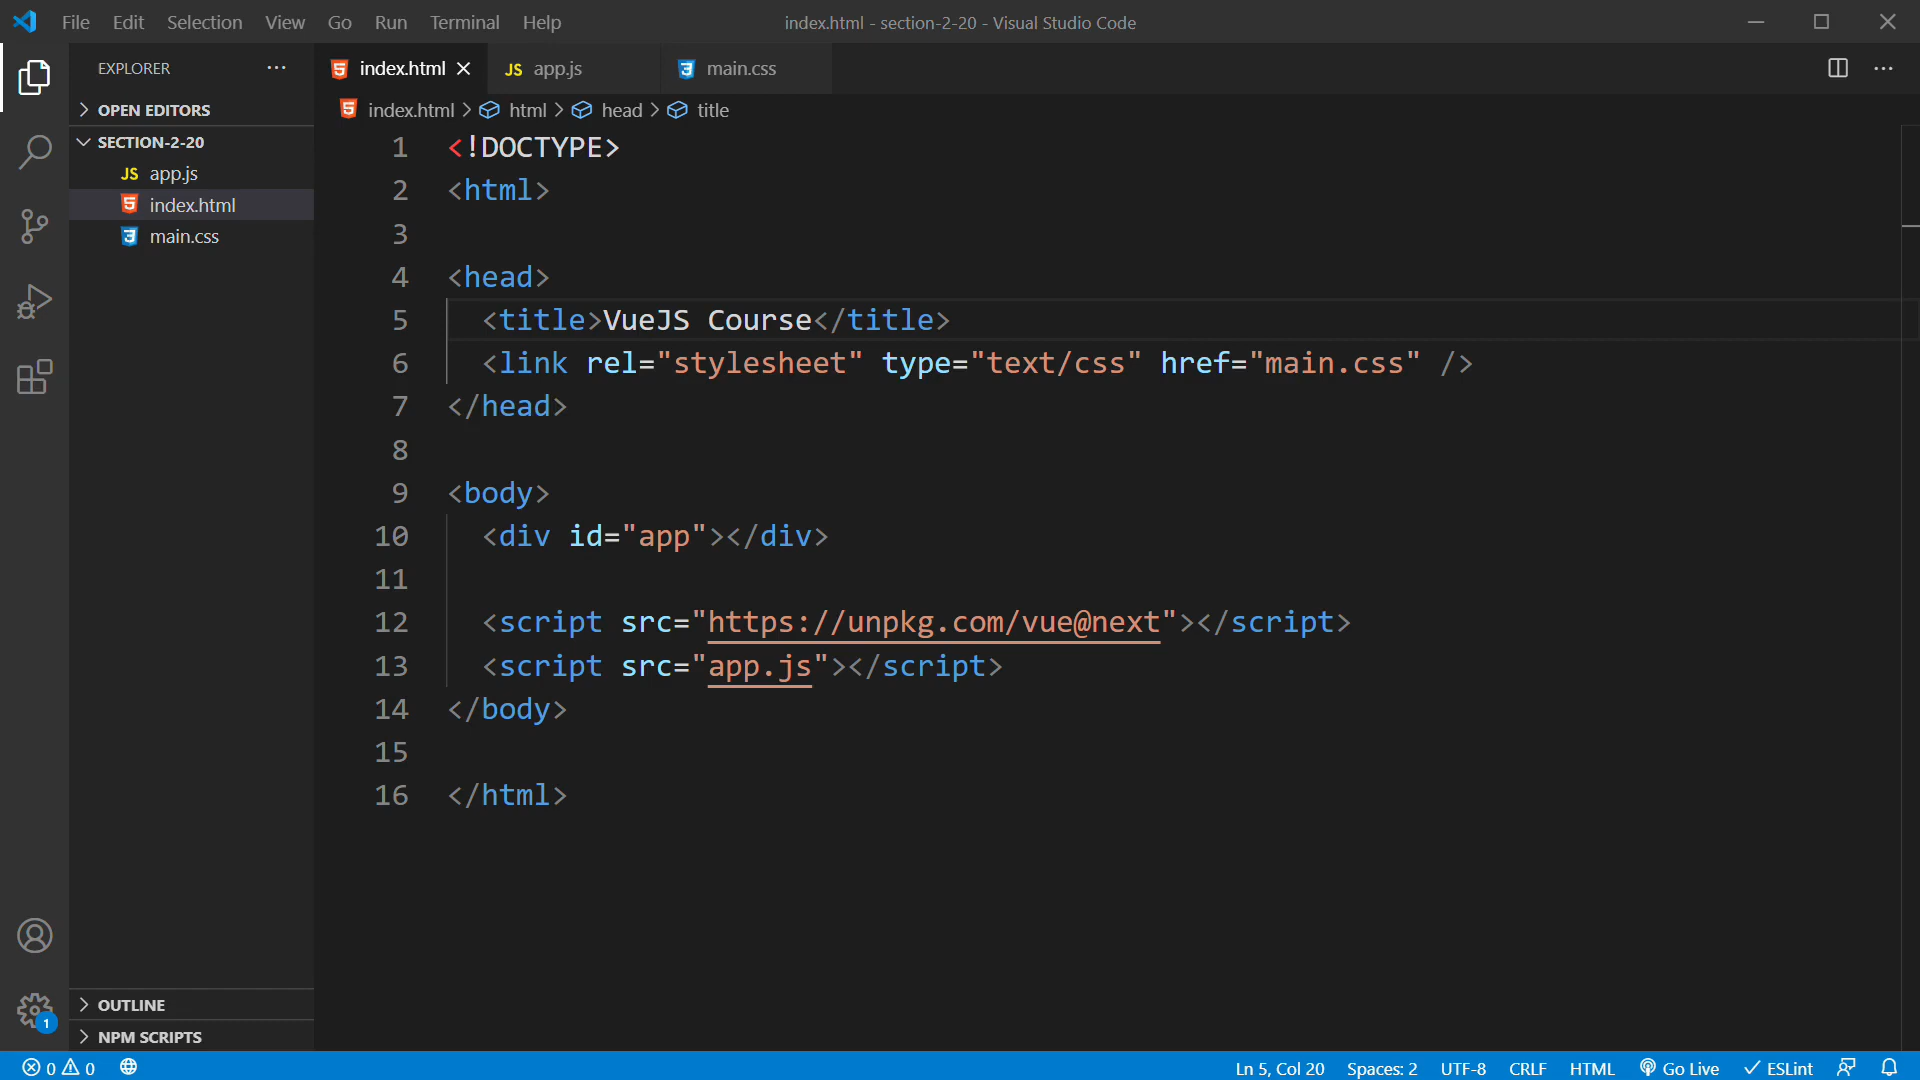 File Edit Selection View Go Run Terminal Help
index.html - section-2-20 - Visual Studio Code
EXPLORER
OPEN EDITORS
SECTION-2-20
JS app.js
index.html
main.css
OUTLINE
NPM SCRIPTS
1
index.html
JS app.js
main.css
index.html > html > head > title
1 <!DOCTYPE>
2 <html>
3
4 <head>
5 <title>VueJS Course</title>
6 <link rel="stylesheet" type="text/css" href="main.css" />
7 </head>
8
9 <body>
10 <div id="app"></div>
11
12 <script src="https://unpkg.com/vue@next"></script>
13 <script src="app.js"></script>
14 </body>
15
16 </html>
0 0
Ln 5, Col 20 Spaces: 2 UTF-8 CRLF HTML Go Live ESLint